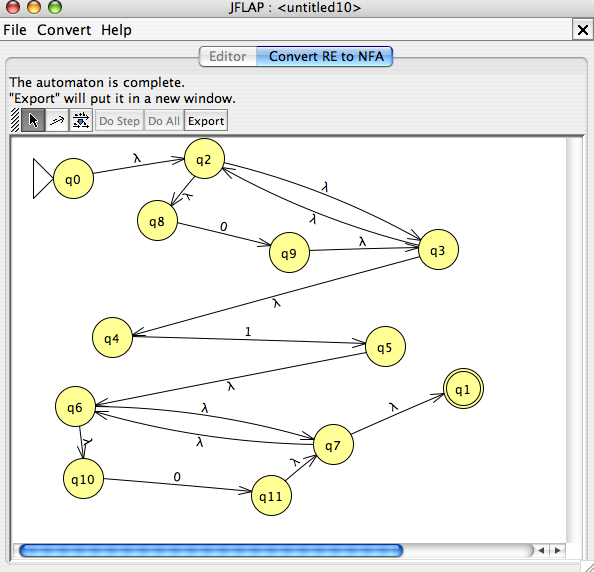 JFLAP : <untitled10>
File Convert Help
Editor Convert RE to NFA
The automaton is complete.
"Export" will put it in a new window.
Do Step Do All Export
q0
λ
q2
λ
λ
λ
q8
0
q9
λ
q3
λ
q4
1
q5
λ
q6
λ
λ
q7
λ
q1
λ
q10
0
q11
λ